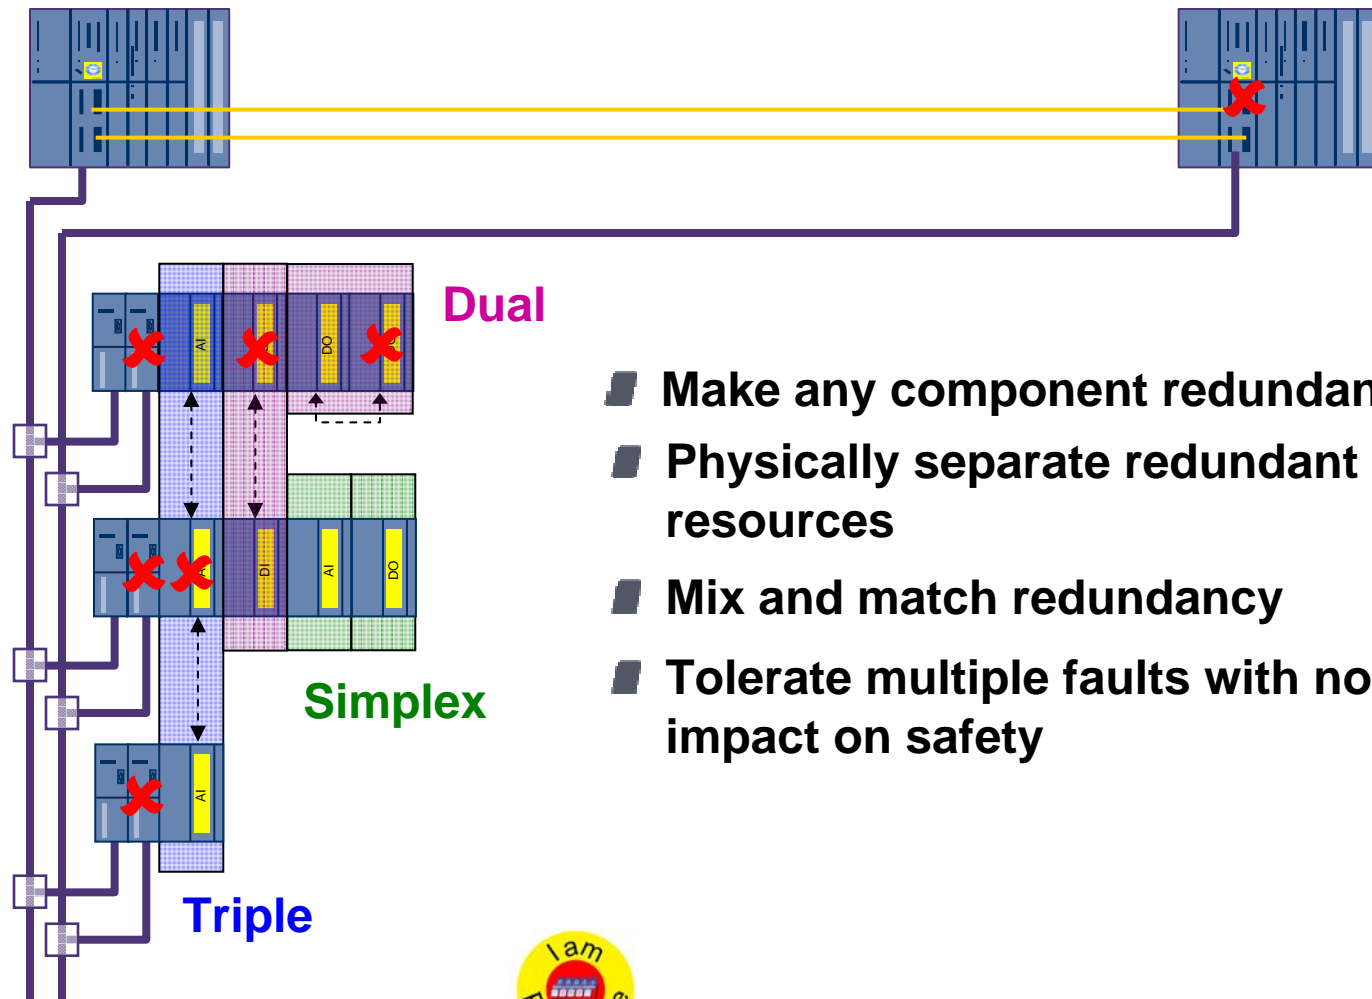 Dual
AI
DO
Make any component redundan
Physically separate redundant
resources
Mix and match redundancy
Tolerate multiple faults with no
impact on safety
DI
AI
DO
Simplex
AI
Triple
I am